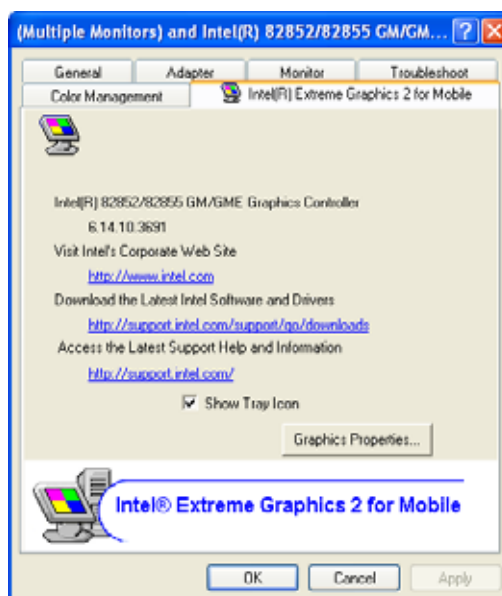 (Multiple Monitors) and Intel(R) 82852/82855 GM/GM...
General Adapter Monitor Troubleshoot
Color Management Intel(R) Extreme Graphics 2 for Mobile
Intel(R) 82852/82855 GM/GME Graphics Controller
6.14.10.3691
Visit Intel's Corporate Web Site
http://www.intel.com
Download the Latest Intel Software and Drivers
http://support.intel.com/support/go/downloads
Access the Latest Support Help and Information
http://support.intel.com/
Show Tray Icon
Graphics Properties...
Intel® Extreme Graphics 2 for Mobile
OK Cancel Apply